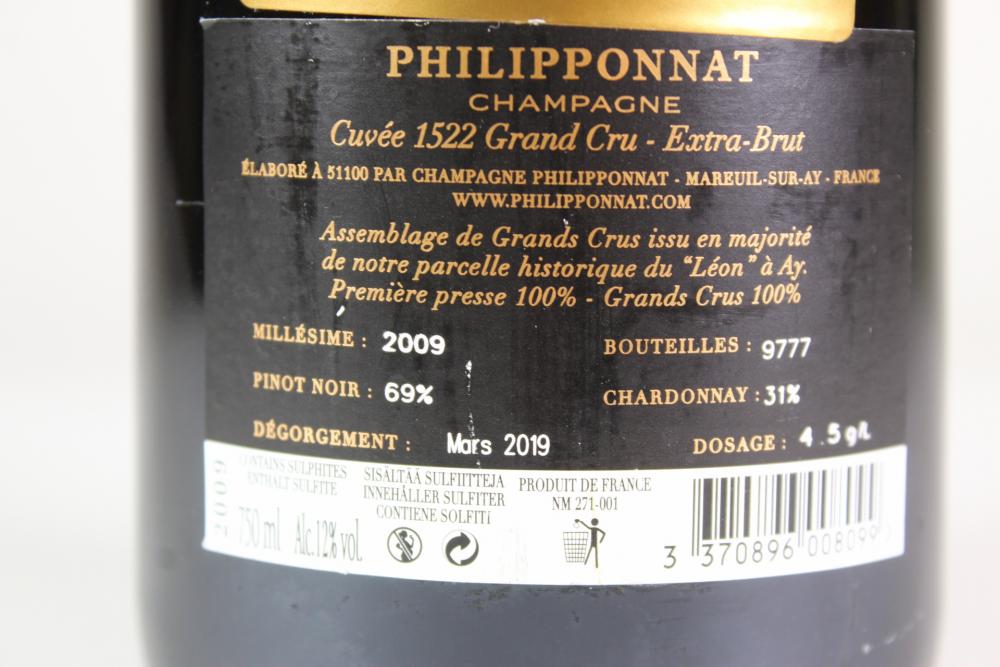 PHILIPPONNAT
CHAMPAGNE
Cuvée 1522 Grand Cru - Extra-Brut
ÉLABORÉ À 51100 PAR CHAMPAGNE PHILIPPONNAT - MAREUIL-SUR-AY - FRANCE
WWW.PHILIPPONNAT.COM
Assemblage de Grands Crus issu en majorité
de notre parcelle historique du "Léon" à Ay.
Première presse 100% - Grands Crus 100%
MILLÉSIME : 2009
BOUTEILLES : 9777
PINOT NOIR : 69%
CHARDONNAY : 31%
DÉGORGEMENT : Mars 2019
DOSAGE : 4.5g/L
2009
CONTAINS SULPHITES
ENTHÄLT SULFITE
750 ml Alc.12% vol.
SISÄLTÄÄ SULFIITTEJA
INNEHÅLLER SULFITER
CONTIENE SOLFITI
PRODUIT DE FRANCE
NM 271-001
3 370896 008099